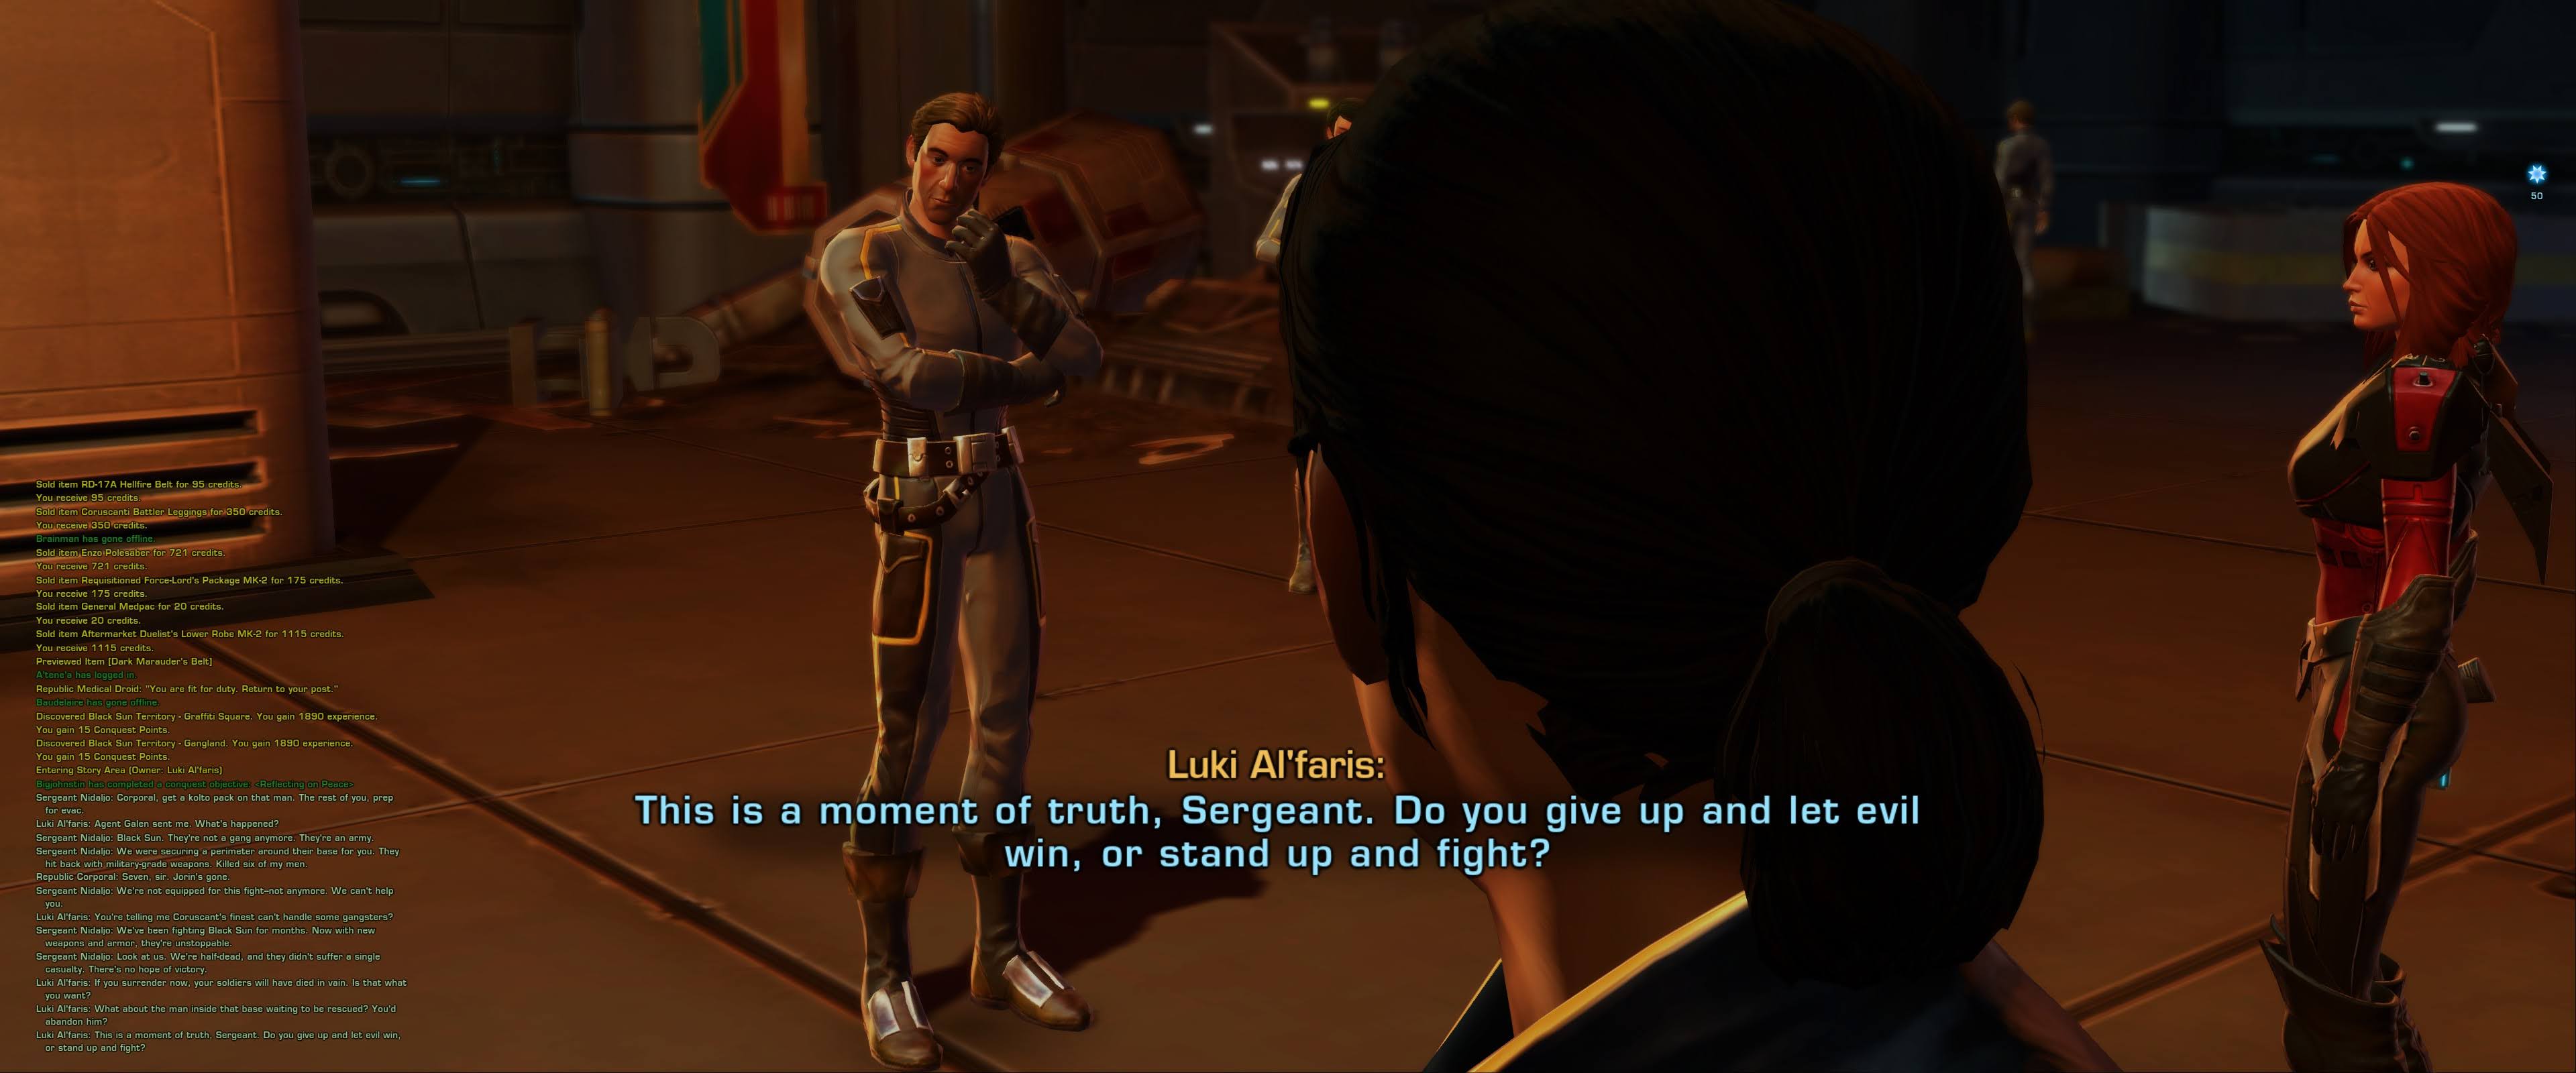 50
Sold item RD-17A Hellfire Belt for 95 credits.
You receive 95 credits.
Sold item Coruscanti Battler Leggings for 350 credits.
You receive 350 credits.
Brainman has gone offline.
Sold item Enzo Polesaber for 721 credits.
You receive 721 credits.
Sold item Requisitioned Force-Lord's Package MK-2 for 175 credits.
You receive 175 credits.
Sold item General Medpac for 20 credits.
You receive 20 credits.
Sold item Aftermarket Duelist's Lower Robe MK-2 for 1115 credits.
You receive 1115 credits.
Previewed Item [Dark Marauder's Belt]
A'tene'a has logged in.
Republic Medical Droid: "You are fit for duty. Return to your post."
Baudelaire has gone offline.
Discovered Black Sun Territory - Graffiti Square. You gain 1890 experience.
You gain 15 Conquest Points.
Discovered Black Sun Territory - Gangland. You gain 1890 experience.
You gain 15 Conquest Points.
Entering Story Area (Owner: Luki Al'faris)
has completed a conquest objective: <Reflecting on Peace>
Sergeant Nidaljo: Corporal, get a kolto pack on that man. The rest of you, prep
for evac.
Luki Al'faris: Agent Galen sent me. What's happened?
Sergeant Nidaljo: Black Sun. They're not a gang anymore. They're an army.
Sergeant Nidaljo: We were securing a perimeter around their base for you. They
hit back with military-grade weapons. Killed six of my men.
Republic Corporal: Seven, sir. Jorin's gone.
Sergeant Nidaljo: We're not equipped for this fight–not anymore. We can't help
you.
Luki Al'faris: You're telling me Coruscant's finest can't handle some gangsters?
Sergeant Nidaljo: We've been fighting Black Sun for months. Now with new
weapons and armor, they're unstoppable.
Sergeant Nidaljo: Look at us. We're half-dead, and they didn't suffer a single
casualty. There's no hope of victory.
Luki Al'faris: If you surrender now, your soldiers will have died in vain. Is that what
you want?
Luki Al'faris: What about the man inside that base waiting to be rescued? You'd
abandon him?
Luki Al'faris: This is a moment of truth, Sergeant. Do you give up and let evil win,
or stand up and fight?
Luki Al'faris:
This is a moment of truth, Sergeant. Do you give up and let evil
win, or stand up and fight?